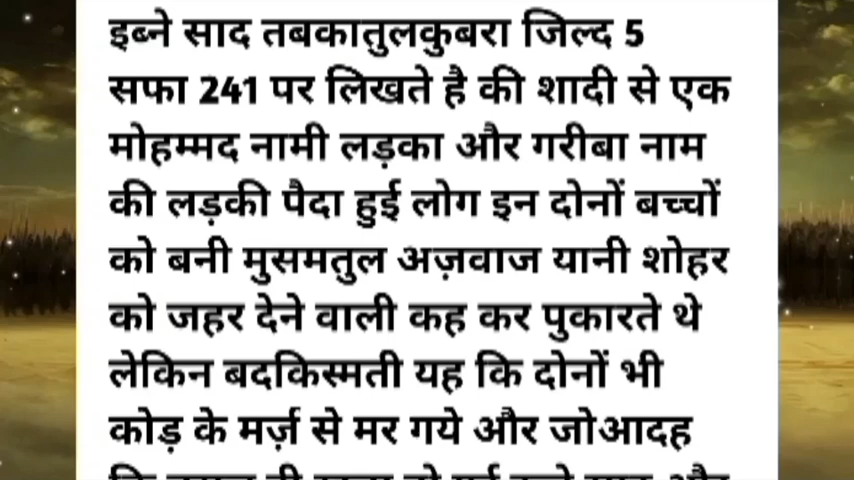 इब्ने साद तबकातुलकुबरा जिल्द 5
सफा 241 पर लिखते है की शादी से एक
मोहम्मद नामी लड़का और गरीबा नाम
की लड़की पैदा हुई लोग इन दोनों बच्चों
को बनी मुसमतुल अज़वाज यानी शोहर
को जहर देने वाली कह कर पुकारते थे
लेकिन बदकिस्मती यह कि दोनों भी
कोड़ के मर्ज़ से मर गये और जोआदह